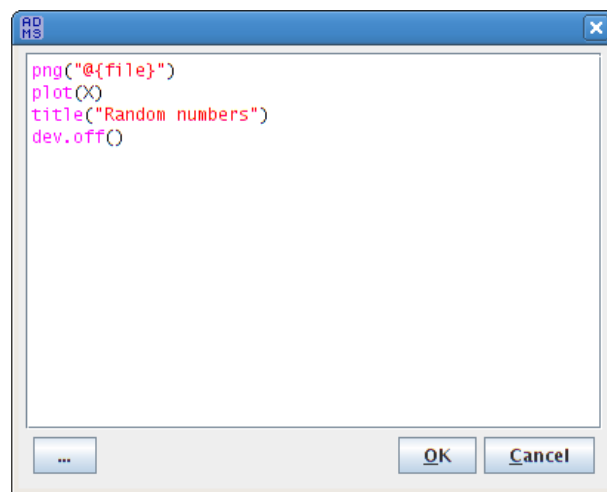 AD
MS
png("@{file}")
plot(X)
title("Random numbers")
dev.off()
...
OK
Cancel